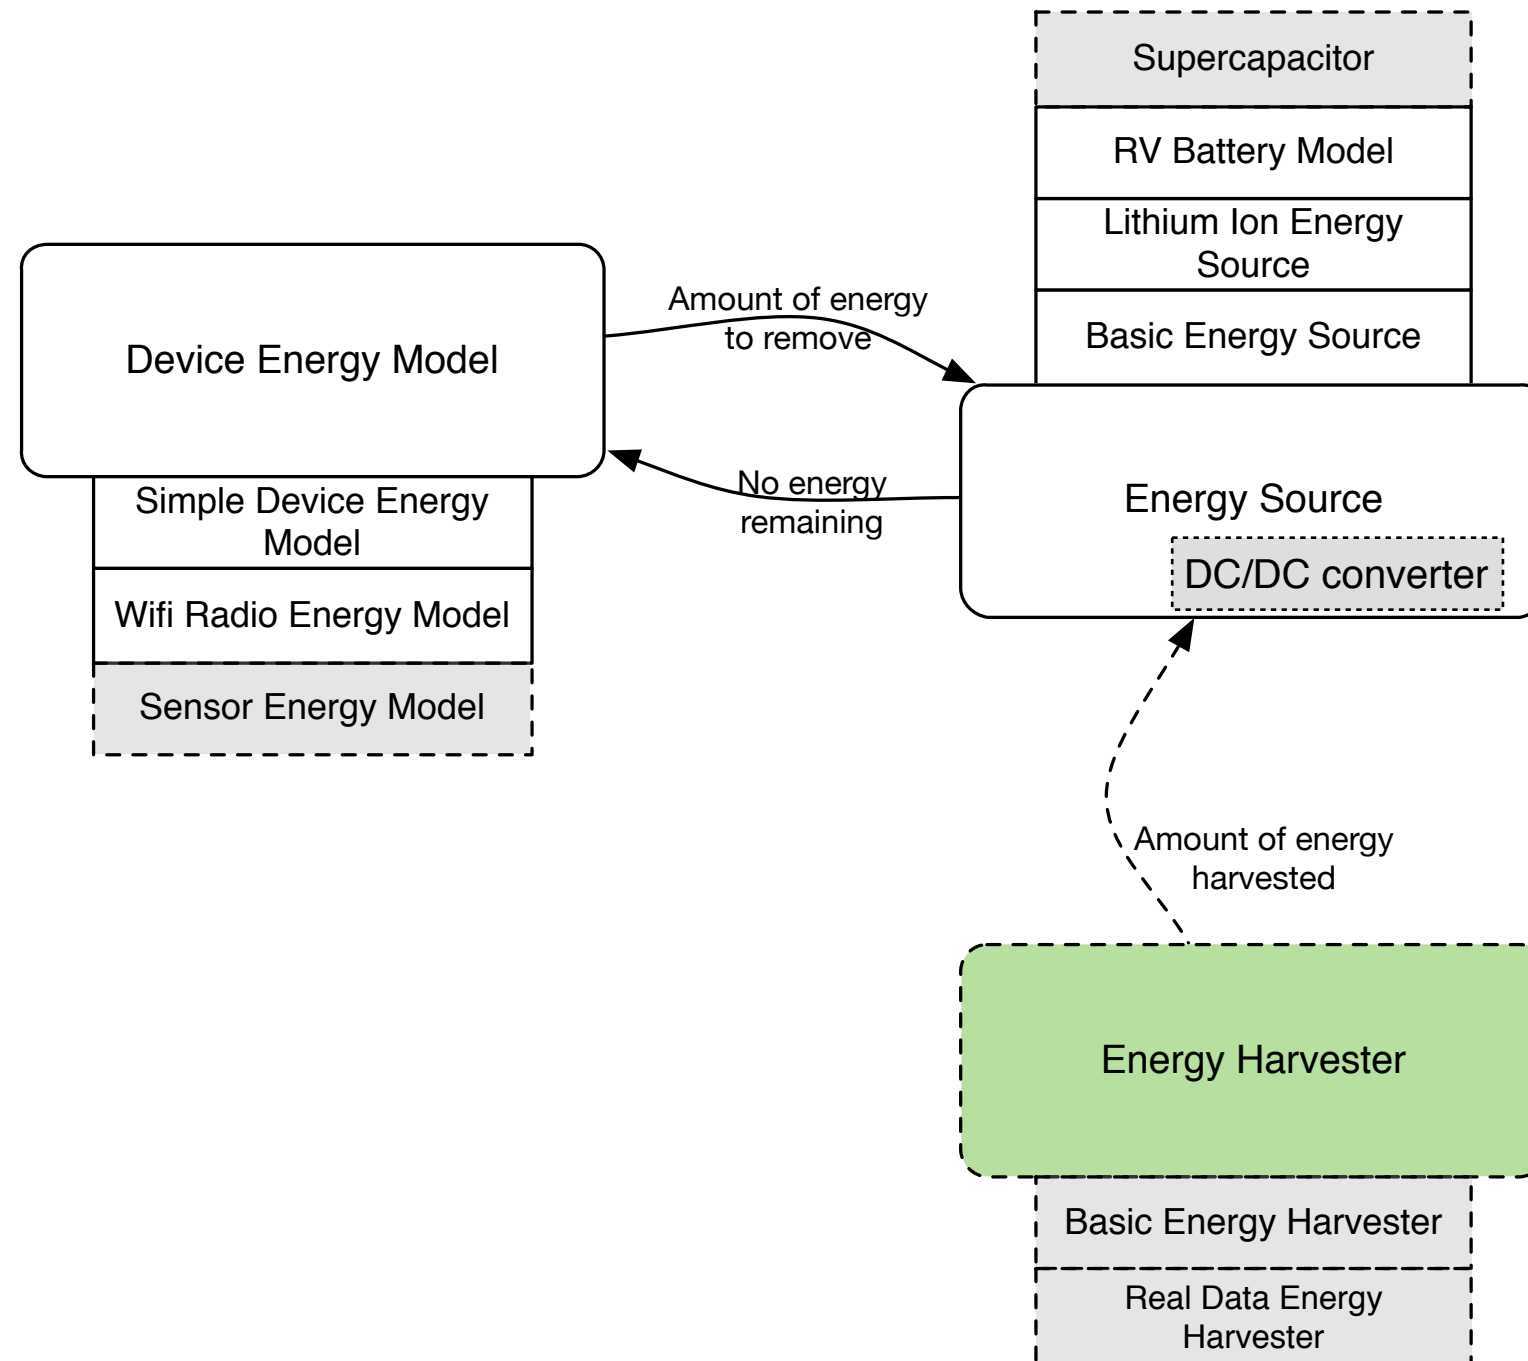 Supercapacitor
RV Battery Model
Lithium Ion Energy
Source
Basic Energy Source
Device Energy Model
Amount of energy
to remove
Simple Device Energy
Model
Wifi Radio Energy Model
Sensor Energy Model
No energy
remaining
Energy Source
DC/DC converter
Amount of energy
harvested
Energy Harvester
Basic Energy Harvester
Real Data Energy
Harvester